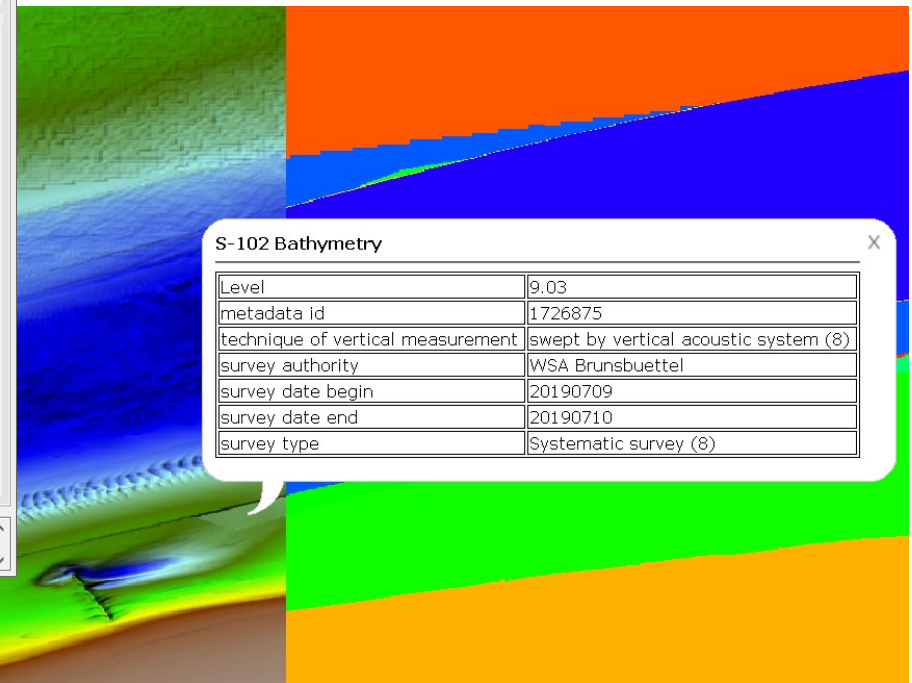 S-102 Bathymetry X
Level 9.03
metadata id 1726875
technique of vertical measurement swept by vertical acoustic system (8)
survey authority WSA Brunsbuettel
survey date begin 20190709
survey date end 20190710
survey type Systematic survey (8)